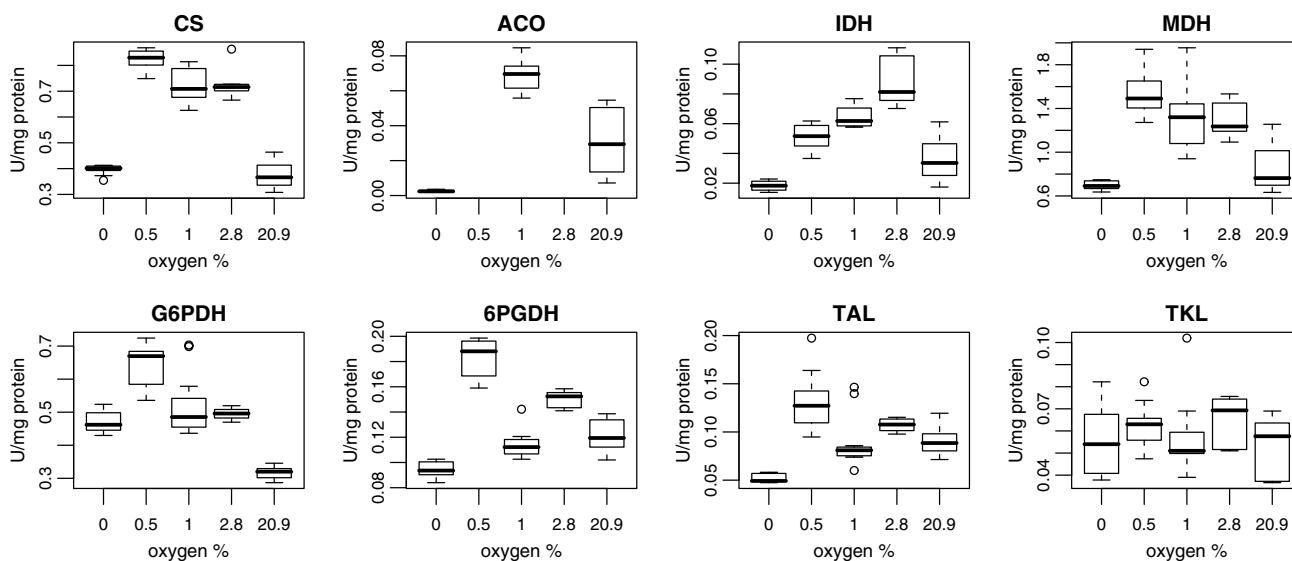 CS
U/mg protein
0.3 0.5 0.7
0 0.5 1 2.8 20.9
oxygen %
ACO
U/mg protein
0.00 0.04 0.08
0 0.5 1 2.8 20.9
oxygen %
IDH
U/mg protein
0.02 0.06 0.10
0 0.5 1 2.8 20.9
oxygen %
MDH
U/mg protein
0.6 1.0 1.4 1.8
0 0.5 1 2.8 20.9
oxygen %
G6PDH
U/mg protein
0.3 0.5 0.7
0 0.5 1 2.8 20.9
oxygen %
6PGDH
U/mg protein
0.08 0.12 0.16 0.20
0 0.5 1 2.8 20.9
oxygen %
TAL
U/mg protein
0.05 0.10 0.15 0.20
0 0.5 1 2.8 20.9
oxygen %
TKL
U/mg protein
0.04 0.07 0.10
0 0.5 1 2.8 20.9
oxygen %